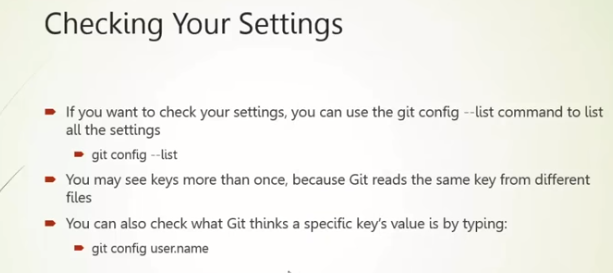 Checking Your Settings
If you want to check your settings, you can use the git config --list command to list
all the settings
git config --list
You may see keys more than once, because Git reads the same key from different
files
You can also check what Git thinks a specific key's value is by typing:
git config user.name